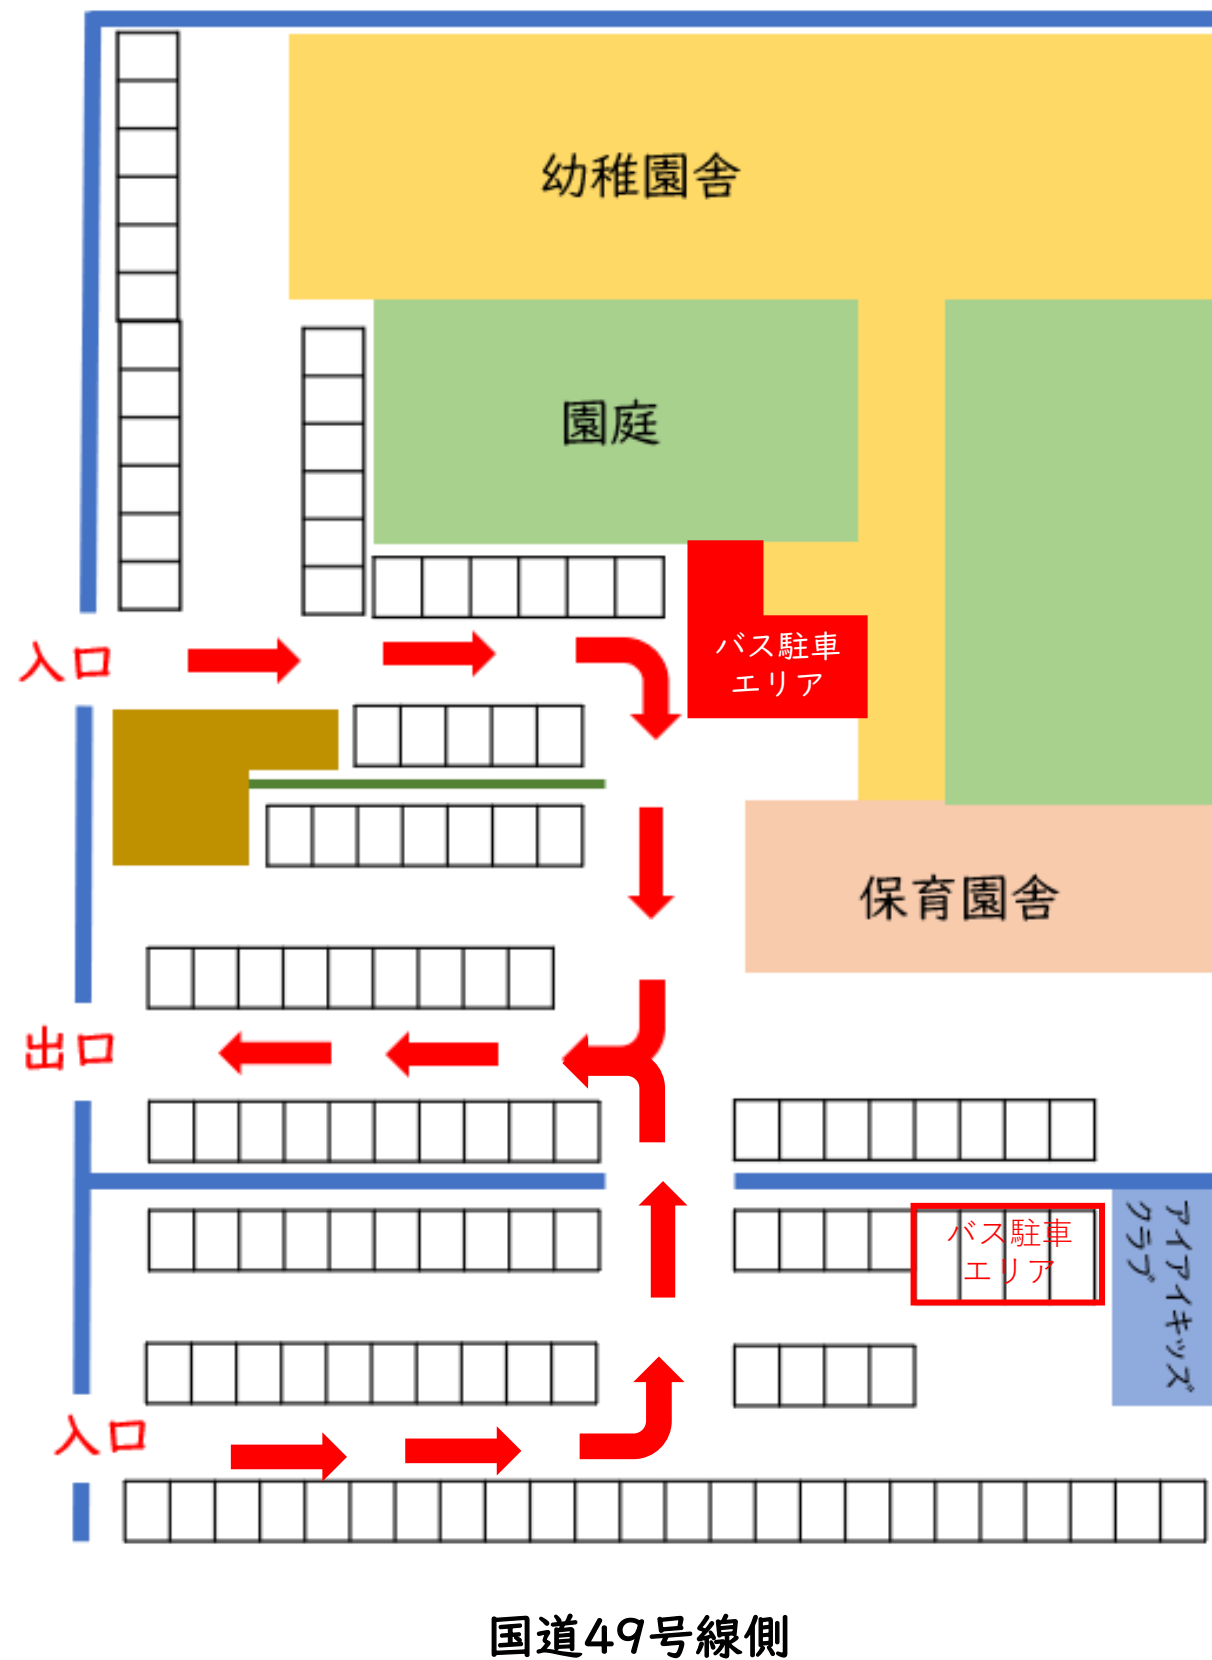 幼稚園舎
園庭
バス駐車
エリア
入口
保育園舎
出口
バス駐車
エリア
アイアイキッズ
クラブ
入口
国道49号線側